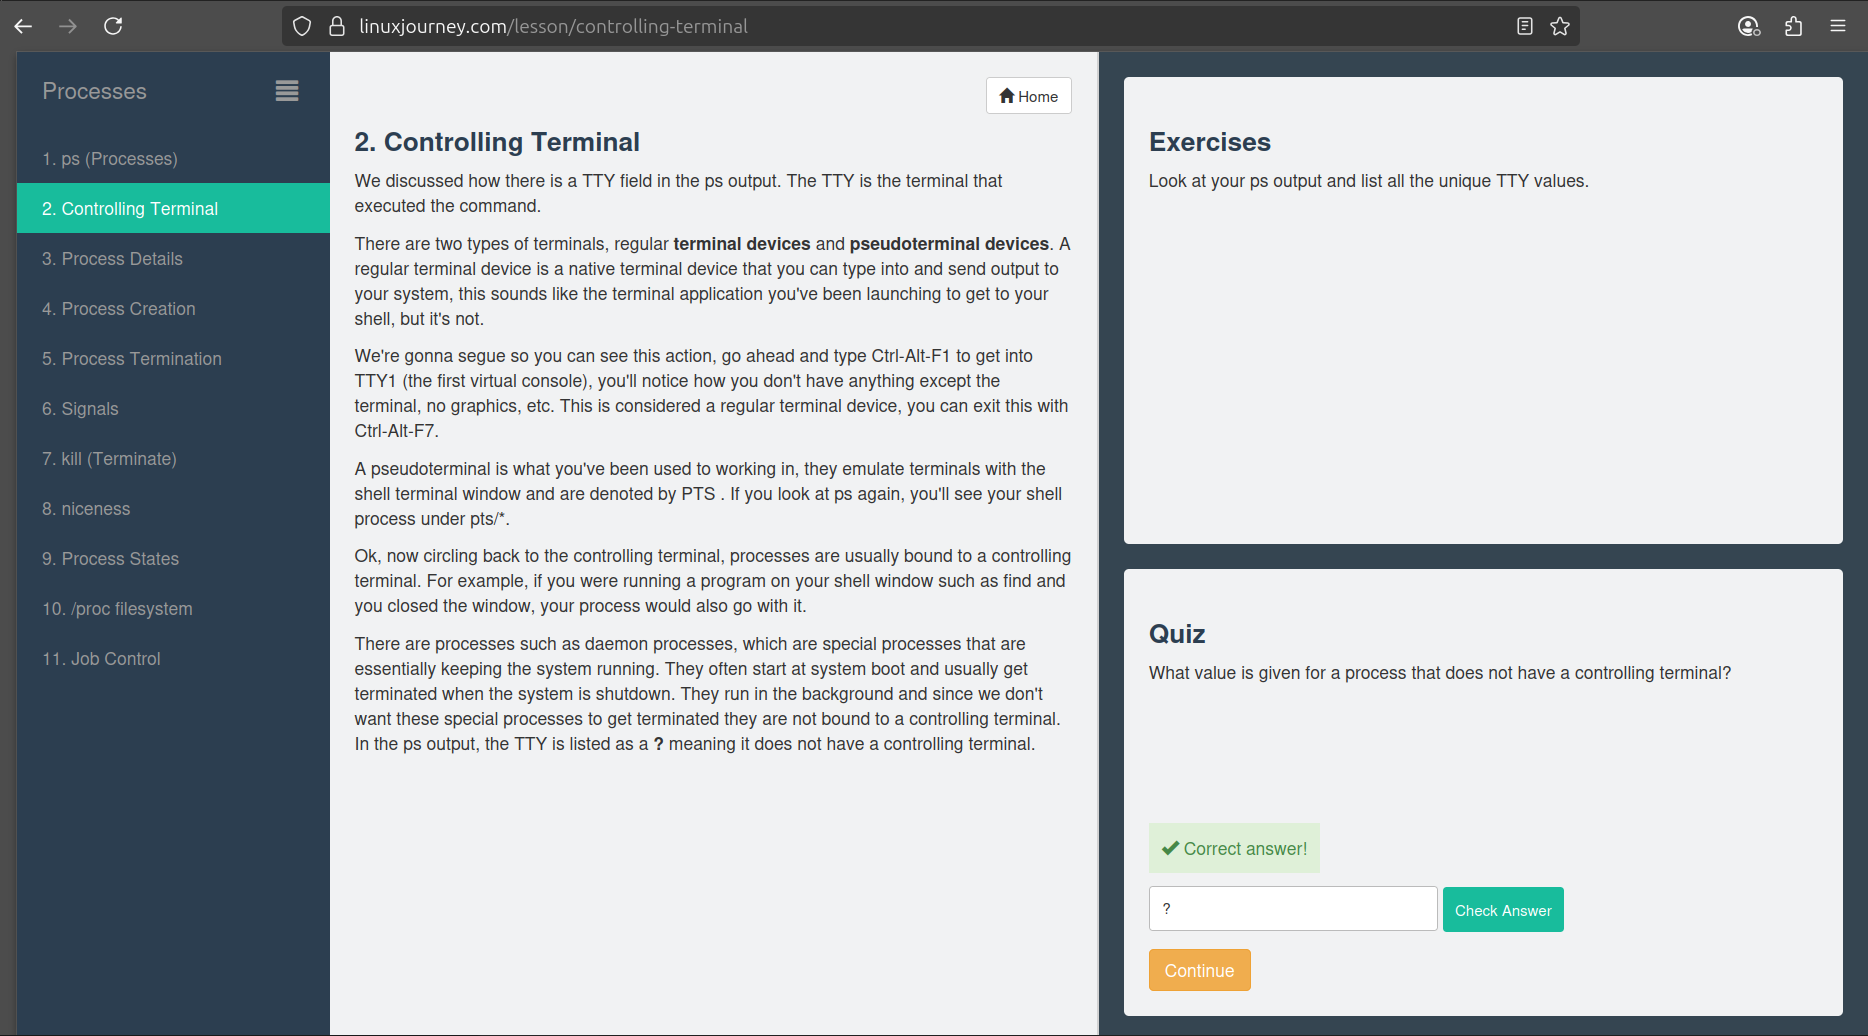 linuxjourney.com/lesson/controlling-terminal
Processes
1. ps (Processes)
2. Controlling Terminal
3. Process Details
4. Process Creation
5. Process Termination
6. Signals
7. kill (Terminate)
8. niceness
9. Process States
10. /proc filesystem
11. Job Control
Home
2. Controlling Terminal
We discussed how there is a TTY field in the ps output. The TTY is the terminal that
executed the command.
There are two types of terminals, regular terminal devices and pseudoterminal devices. A
regular terminal device is a native terminal device that you can type into and send output to
your system, this sounds like the terminal application you've been launching to get to your
shell, but it's not.
We're gonna segue so you can see this action, go ahead and type Ctrl-Alt-F1 to get into
TTY1 (the first virtual console), you'll notice how you don't have anything except the
terminal, no graphics, etc. This is considered a regular terminal device, you can exit this with
Ctrl-Alt-F7.
A pseudoterminal is what you've been used to working in, they emulate terminals with the
shell terminal window and are denoted by PTS . If you look at ps again, you'll see your shell
process under pts/*.
Ok, now circling back to the controlling terminal, processes are usually bound to a controlling
terminal. For example, if you were running a program on your shell window such as find and
you closed the window, your process would also go with it.
There are processes such as daemon processes, which are special processes that are
essentially keeping the system running. They often start at system boot and usually get
terminated when the system is shutdown. They run in the background and since we don't
want these special processes to get terminated they are not bound to a controlling terminal.
In the ps output, the TTY is listed as a ? meaning it does not have a controlling terminal.
Exercises
Look at your ps output and list all the unique TTY values.
Quiz
What value is given for a process that does not have a controlling terminal?
Correct answer!
?
Check Answer
Continue